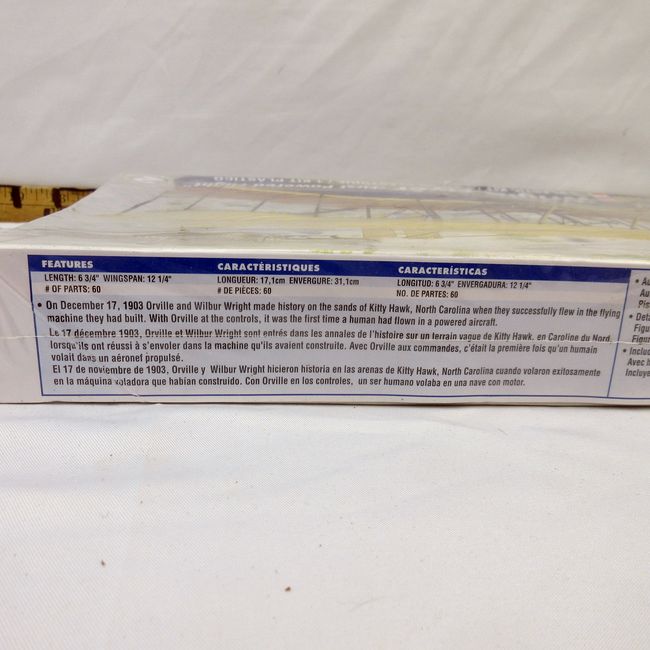 FEATURES
LENGTH: 6 3/4" WINGSPAN: 12 1/4"
# OF PARTS: 60
CARACTÉRISTIQUES
LONGUEUR: 17,1cm ENVERGURE: 31,1cm
# DE PIÈCES: 60
CARACTERÍSTICAS
LONGITUD: 6 3/4" ENVERGADURA: 12 1/4"
NO. DE PARTES: 60
• On December 17, 1903 Orville and Wilbur Wright made history on the sands of Kitty Hawk, North Carolina when they successfully flew in the flying
machine they had built. With Orville at the controls, it was the first time a human had flown in a powered aircraft.
Le 17 décembre 1903, Orville et Wilbur Wright sont entrés dans les annales de l'histoire sur un terrain vague de Kitty Hawk, en Caroline du Nord,
lorsqu'ils ont réussi à s'envoler dans la machine qu'ils avaient construite. Avec Orville aux commandes, c'était la première fois qu'un humain
volait dans un aéronef propulsé.
El 17 de noviembre de 1903, Orville y Wilbur Wright hicieron historia en las arenas de Kitty Hawk, North Carolina cuando volaron exitosamente
en la máquina voladora que habían construido. Con Orville en los controles, un ser humano volaba en una nave con motor.